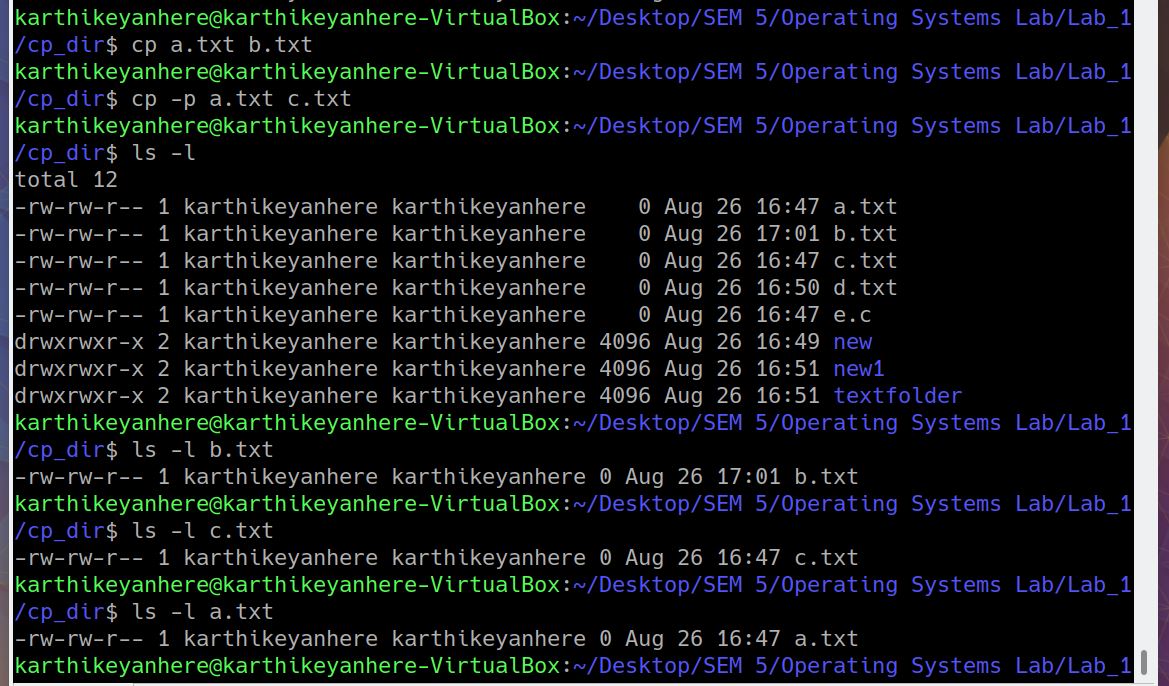 karthikeyanhere@karthikeyanhere-VirtualBox:~/Desktop/SEM 5/Operating Systems Lab/Lab_1
/cp_dir$ cp a.txt b.txt
karthikeyanhere@karthikeyanhere-VirtualBox:~/Desktop/SEM 5/Operating Systems Lab/Lab_1
/cp_dir$ cp -p a.txt c.txt
karthikeyanhere@karthikeyanhere-VirtualBox:~/Desktop/SEM 5/Operating Systems Lab/Lab_1
/cp_dir$ ls -l
total 12
-rw-rw-r-- 1 karthikeyanhere karthikeyanhere    0 Aug 26 16:47 a.txt
-rw-rw-r-- 1 karthikeyanhere karthikeyanhere    0 Aug 26 17:01 b.txt
-rw-rw-r-- 1 karthikeyanhere karthikeyanhere    0 Aug 26 16:47 c.txt
-rw-rw-r-- 1 karthikeyanhere karthikeyanhere    0 Aug 26 16:50 d.txt
-rw-rw-r-- 1 karthikeyanhere karthikeyanhere    0 Aug 26 16:47 e.c
drwxrwxr-x 2 karthikeyanhere karthikeyanhere 4096 Aug 26 16:49 new
drwxrwxr-x 2 karthikeyanhere karthikeyanhere 4096 Aug 26 16:51 new1
drwxrwxr-x 2 karthikeyanhere karthikeyanhere 4096 Aug 26 16:51 textfolder
karthikeyanhere@karthikeyanhere-VirtualBox:~/Desktop/SEM 5/Operating Systems Lab/Lab_1
/cp_dir$ ls -l b.txt
-rw-rw-r-- 1 karthikeyanhere karthikeyanhere 0 Aug 26 17:01 b.txt
karthikeyanhere@karthikeyanhere-VirtualBox:~/Desktop/SEM 5/Operating Systems Lab/Lab_1
/cp_dir$ ls -l c.txt
-rw-rw-r-- 1 karthikeyanhere karthikeyanhere 0 Aug 26 16:47 c.txt
karthikeyanhere@karthikeyanhere-VirtualBox:~/Desktop/SEM 5/Operating Systems Lab/Lab_1
/cp_dir$ ls -l a.txt
-rw-rw-r-- 1 karthikeyanhere karthikeyanhere 0 Aug 26 16:47 a.txt
karthikeyanhere@karthikeyanhere-VirtualBox:~/Desktop/SEM 5/Operating Systems Lab/Lab_1